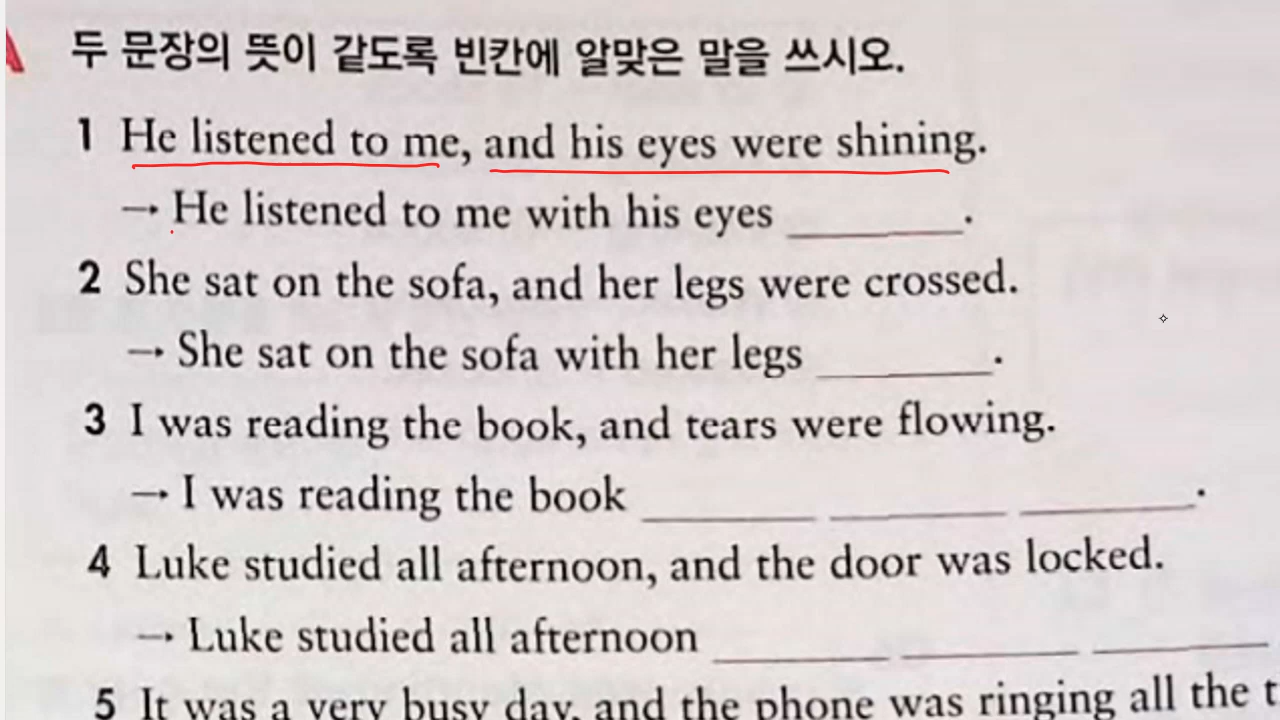 A 두 문장의 뜻이 같도록 빈칸에 알맞은 말을 쓰시오.
1 He listened to me, and his eyes were shining.
→ He listened to me with his eyes ________.
2 She sat on the sofa, and her legs were crossed.
→ She sat on the sofa with her legs ________.
3 I was reading the book, and tears were flowing.
→ I was reading the book ________ ________ ________.
4 Luke studied all afternoon, and the door was locked.
→ Luke studied all afternoon ________ ________ ________
5 It was a very busy day, and the phone was ringing all the t